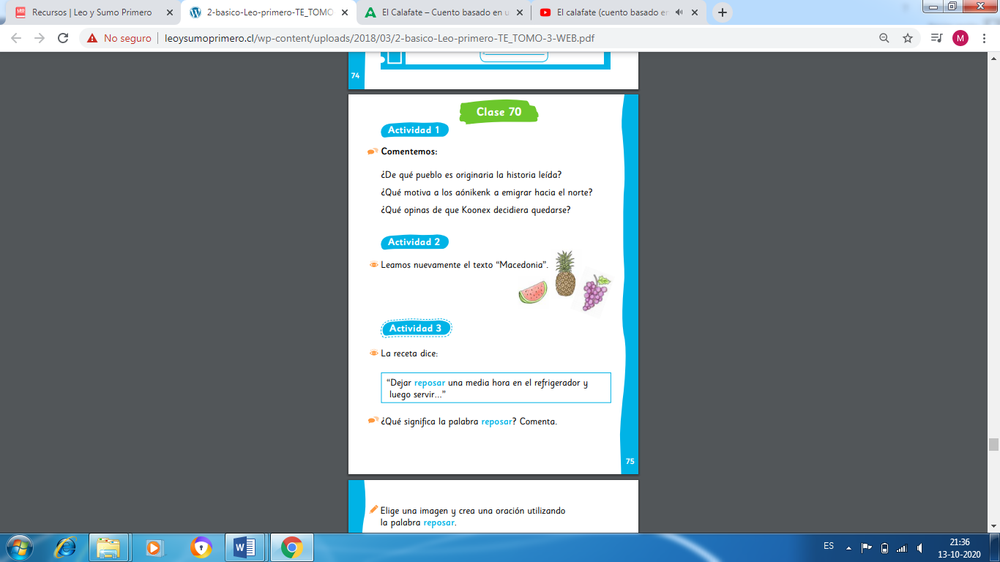 Recursos | Leo y Sumo Primero
2-basico-Leo-primero-TE_TOMO-
El Calafate – Cuento basado en u
El calafate (cuento basado en
No seguro
leoysumoprimero.cl/wp-content/uploads/2018/03/2-basico-Leo-primero-TE_TOMO-3-WEB.pdf
M
74
Clase 70
Actividad 1
Comentemos:
¿De qué pueblo es originaria la historia leída?
¿Qué motiva a los aónikenk a emigrar hacia el norte?
¿Qué opinas de que Koonex decidiera quedarse?
Actividad 2
Leamos nuevamente el texto “Macedonia”.
Actividad 3
La receta dice:
“Dejar reposar una media hora en el refrigerador y
luego servir...”
¿Qué significa la palabra reposar? Comenta.
75
Elige una imagen y crea una oración utilizando
la palabra reposar.
ES
21:36
13-10-2020